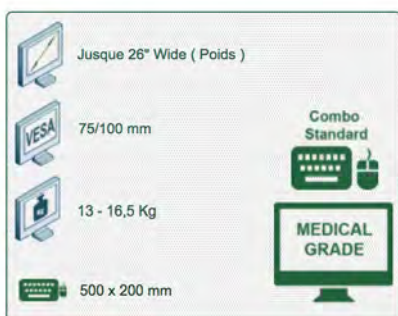 Jusque 26" Wide ( Poids )
VESA
75/100 mm
KG
13 - 16,5 Kg
500 x 200 mm
Combo
Standard
MEDICAL
GRADE